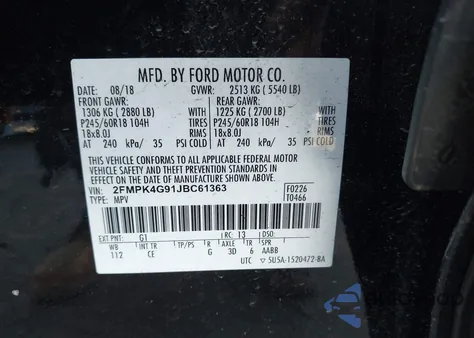 MFD. BY FORD MOTOR CO.
DATE: 08/18 GVWR: 2513 KG ( 5540 LB)
FRONT GAWR: REAR GAWR:
1306 KG ( 2880 LB) WITH 1225 KG ( 2700 LB) WITH
P245/60R18 104H TIRES P245/60R18 104H TIRES
18x8.0J RIMS 18x8.0J RIMS
AT 240 kPa/ 35 PSI COLD AT 240 kPa/ 35 PSI COLD
THIS VEHICLE CONFORMS TO ALL APPLICABLE FEDERAL MOTOR
VEHICLE SAFETY AND THEFT PREVENTION STANDARDS IN EFFECT
ON THE DATE OF MANUFACTURE SHOWN ABOVE.
VIN: 2FMPK4G91JBC61363 F0226
TYPE: MPV T0466
EXT PNT: G1 RC: 13 DSO:
WB INT TR TP/PS R AXLE TR SPR
112 CE G 3D 6 AABB
UTC 5U5A-1520472-BA